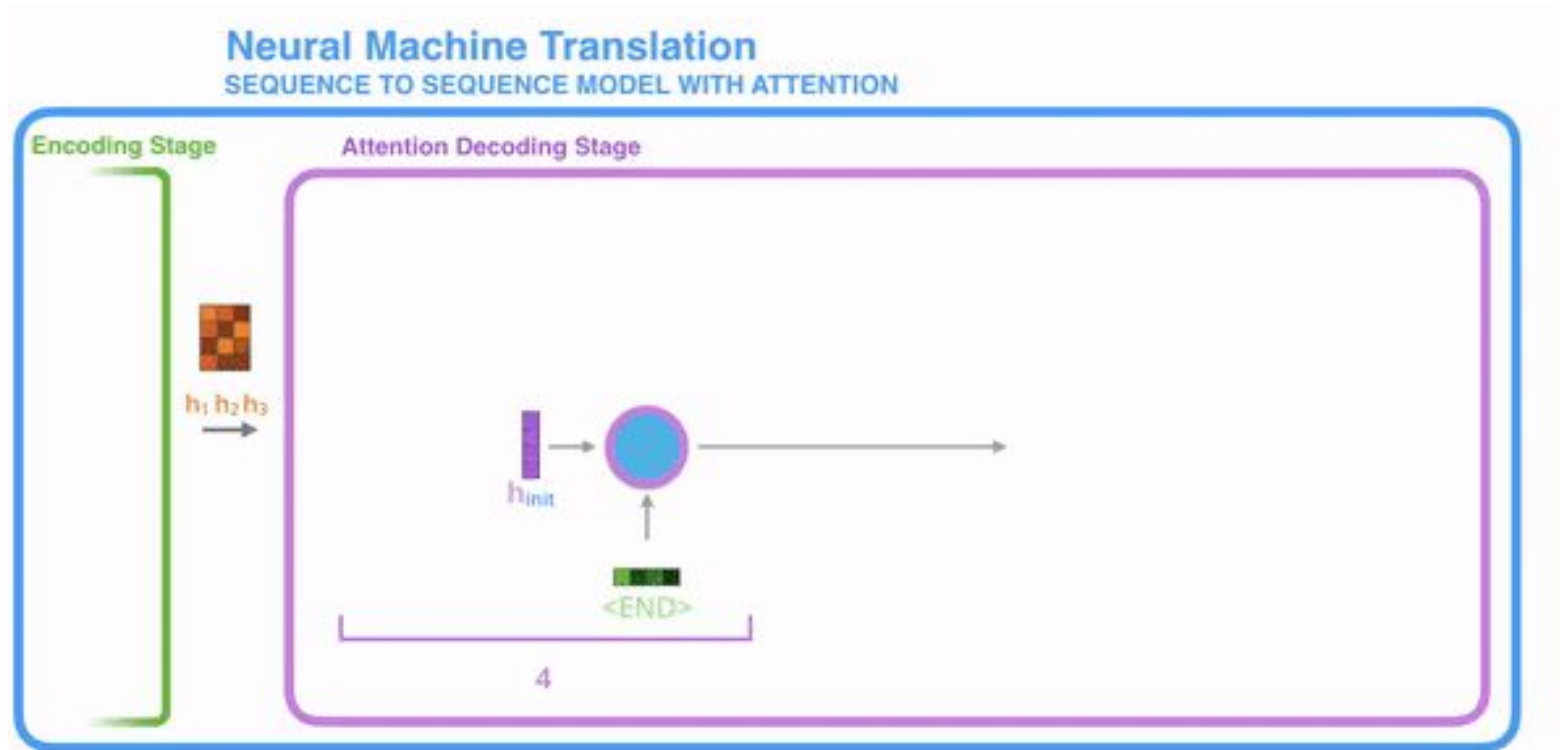 Neural Machine Translation
SEQUENCE TO SEQUENCE MODEL WITH ATTENTION
Encoding Stage
Attention Decoding Stage
h₁ h₂ h₃
hinit
<END>
4